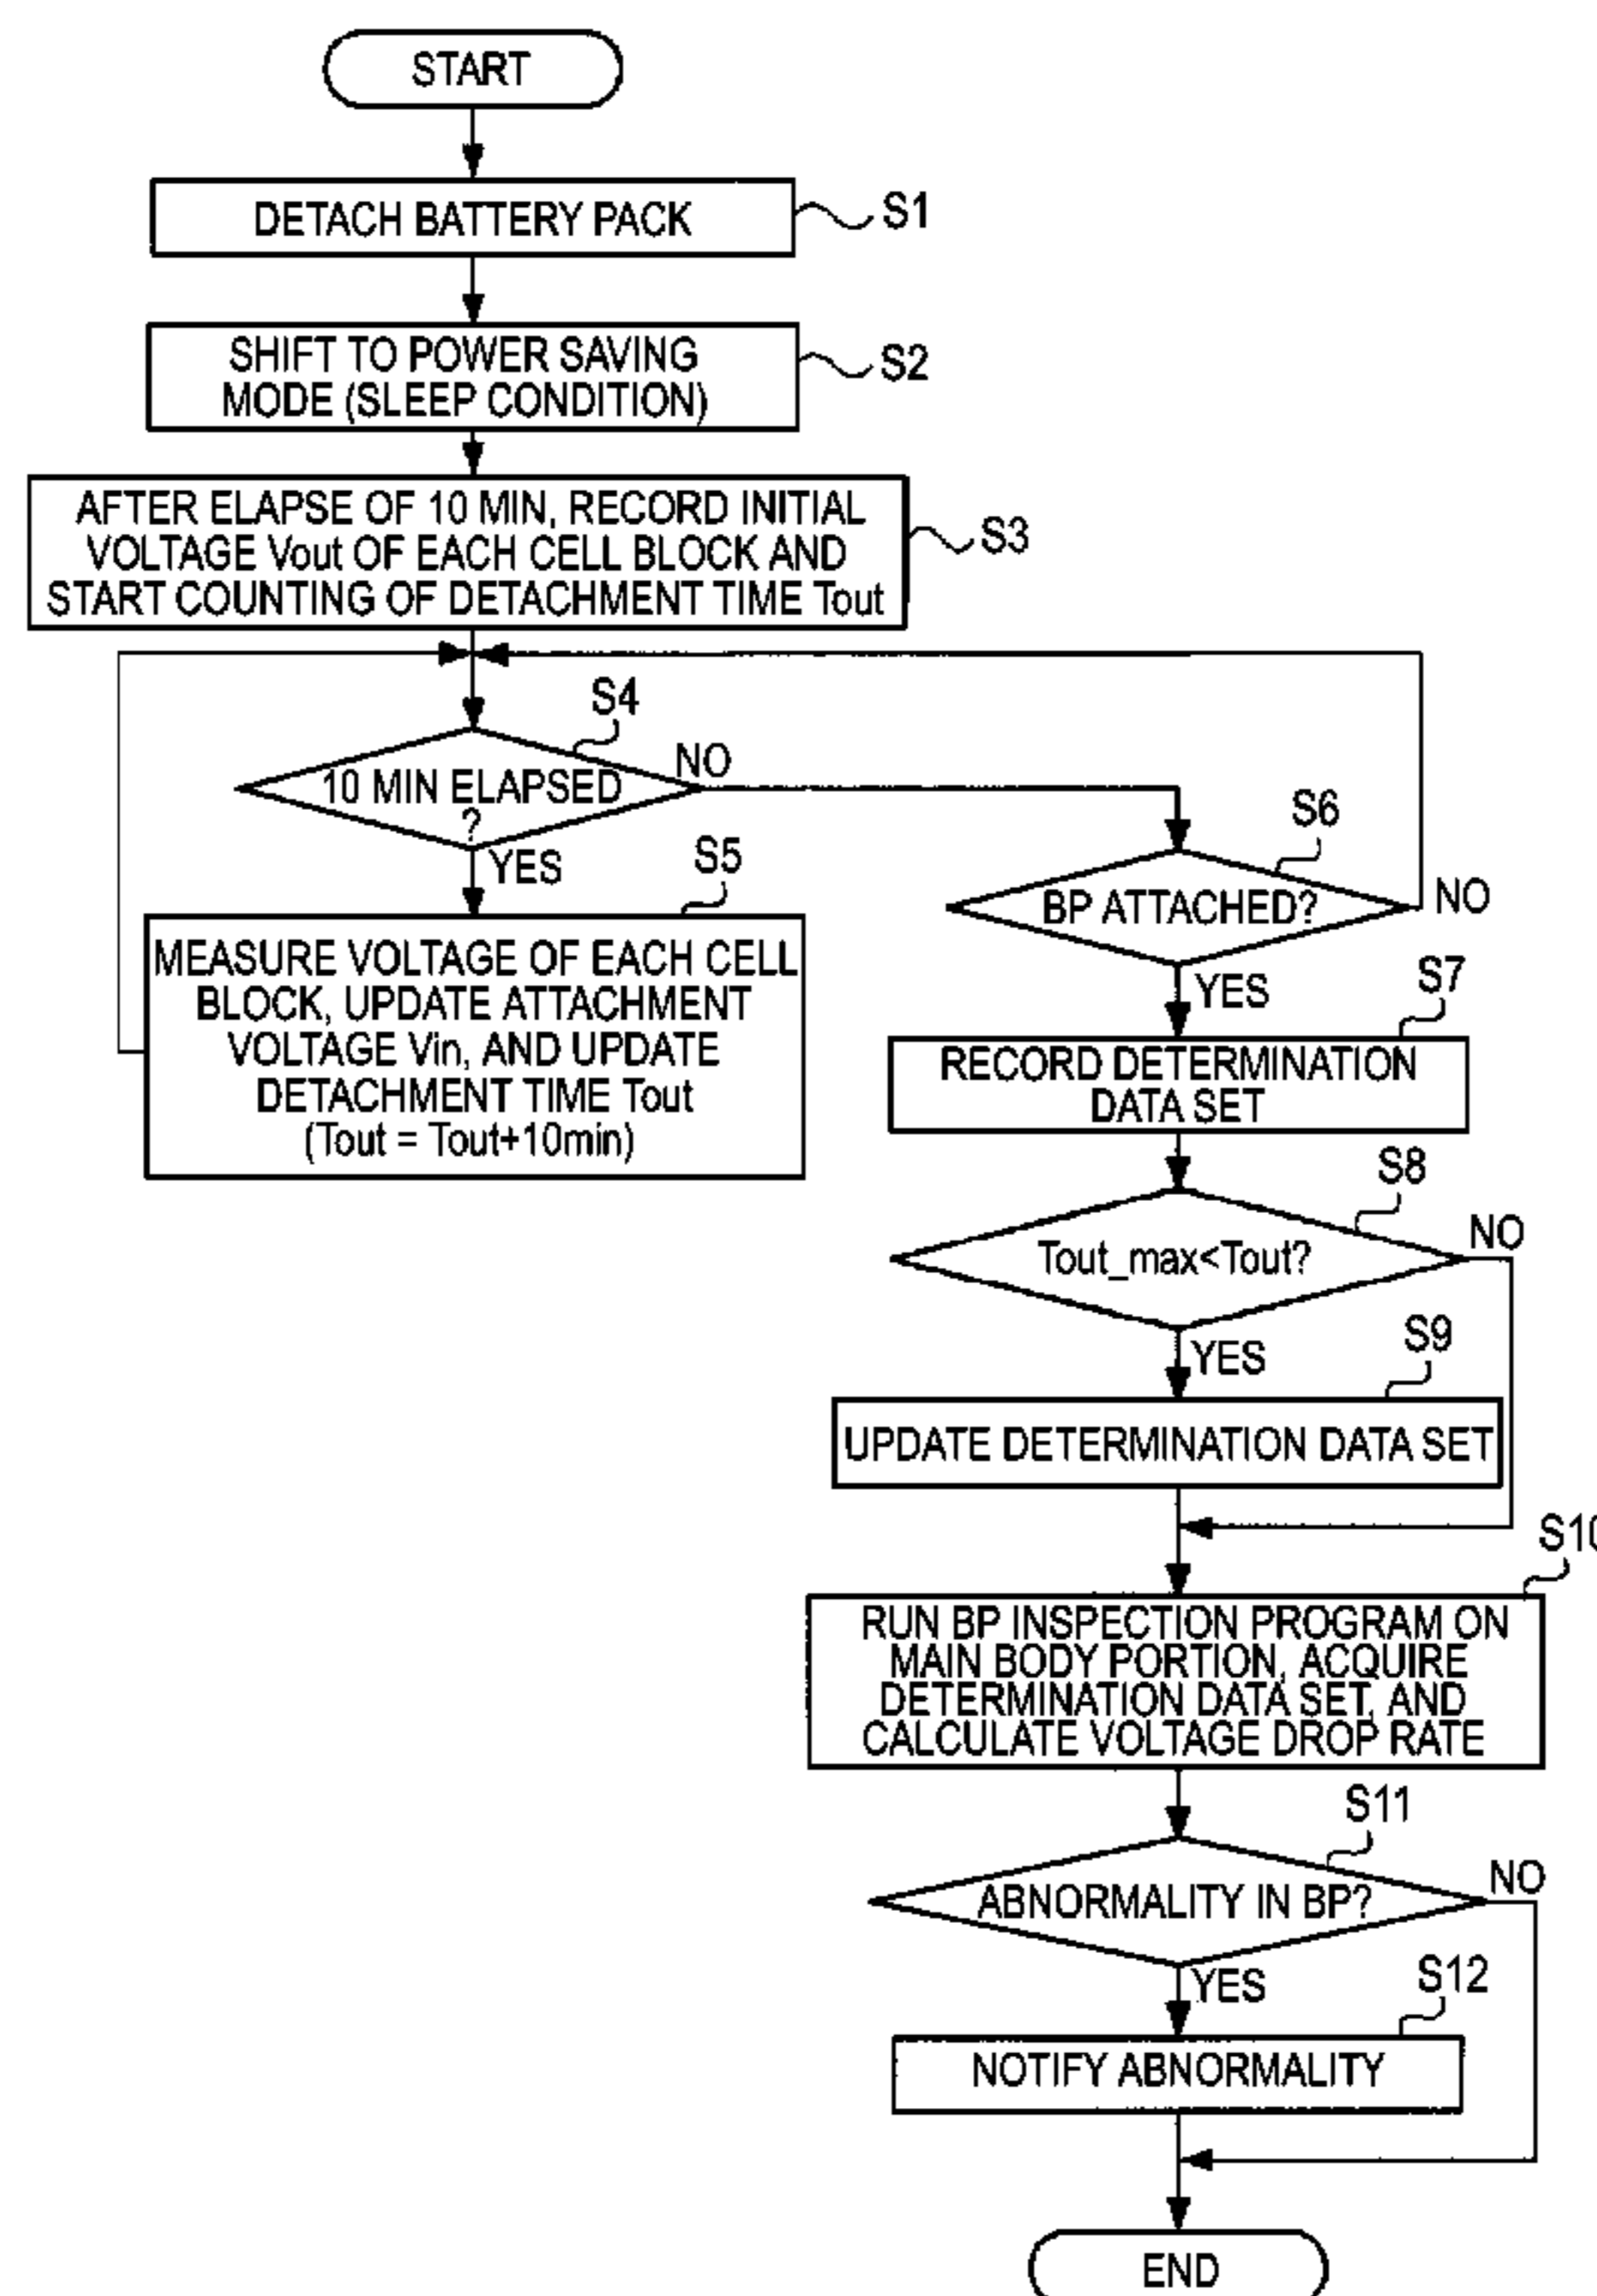 START
DETACH BATTERY PACK
S1
SHIFT TO POWER SAVING
MODE (SLEEP CONDITION)
S2
AFTER ELAPSE OF 10 MIN, RECORD INITIAL
VOLTAGE Vout OF EACH CELL BLOCK AND
START COUNTING OF DETACHMENT TIME Tout
S3
S4
10 MIN ELAPSED
?
NO
YES
S5
MEASURE VOLTAGE OF EACH CELL
BLOCK, UPDATE ATTACHMENT
VOLTAGE Vin, AND UPDATE
DETACHMENT TIME Tout
(Tout = Tout+10min)
S6
BP ATTACHED?
NO
YES
S7
RECORD DETERMINATION
DATA SET
S8
Tout_max<Tout?
NO
YES
S9
UPDATE DETERMINATION DATA SET
S10
RUN BP INSPECTION PROGRAM ON
MAIN BODY PORTION, ACQUIRE
DETERMINATION DATA SET, AND
CALCULATE VOLTAGE DROP RATE
S11
ABNORMALITY IN BP?
NO
YES
S12
NOTIFY ABNORMALITY
END